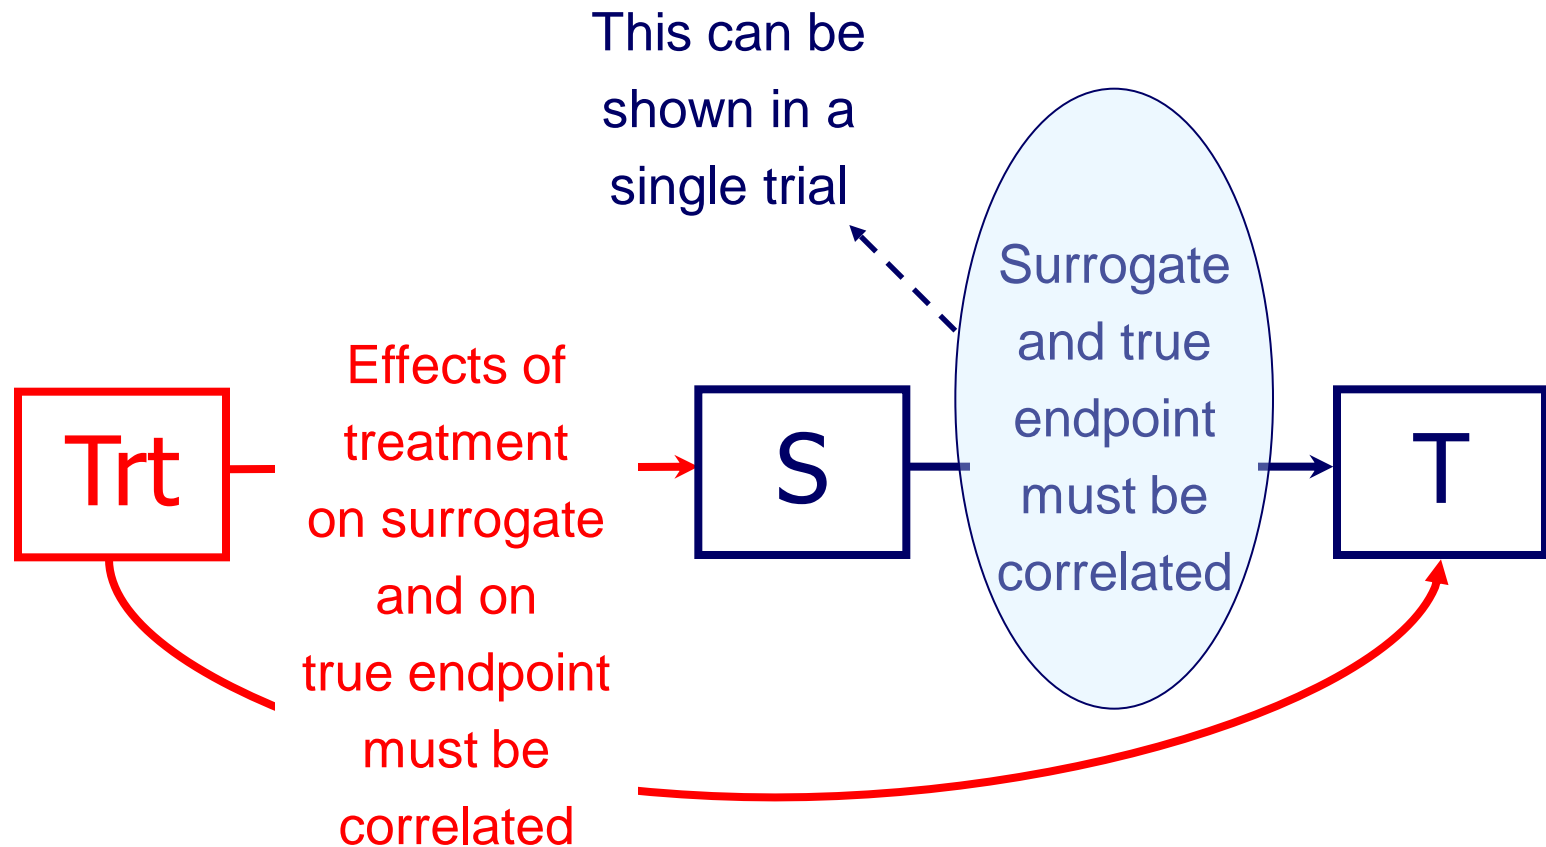 This can be
shown in a
single trial
Surrogate
and true
endpoint
must be
correlated
Effects of
treatment
on surrogate
and on
true endpoint
must be
correlated
Trt
S
T